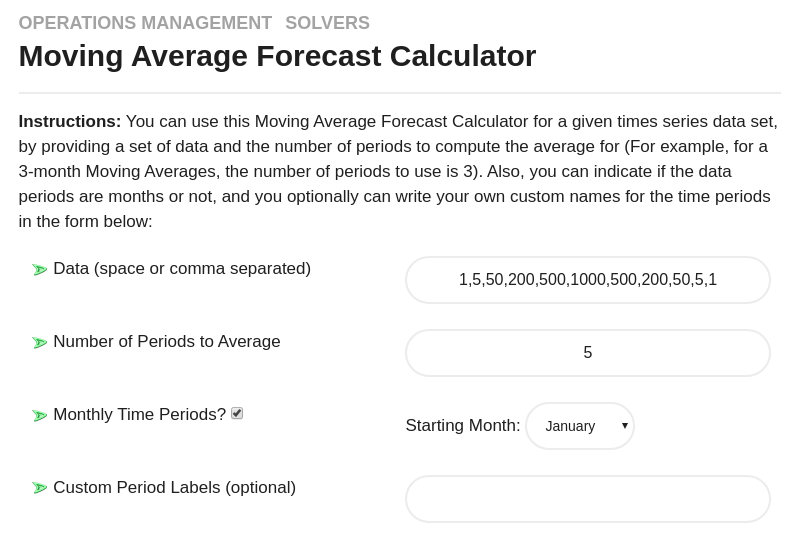 OPERATIONS MANAGEMENT SOLVERS
Moving Average Forecast Calculator
Instructions: You can use this Moving Average Forecast Calculator for a given times series data set,
by providing a set of data and the number of periods to compute the average for (For example, for a
3-month Moving Averages, the number of periods to use is 3). Also, you can indicate if the data
periods are months or not, and you optionally can write your own custom names for the time periods
in the form below:
Data (space or comma separated)
1,5,50,200,500,1000,500,200,50,5,1
Number of Periods to Average
5
Monthly Time Periods?
Starting Month: January
Custom Period Labels (optional)